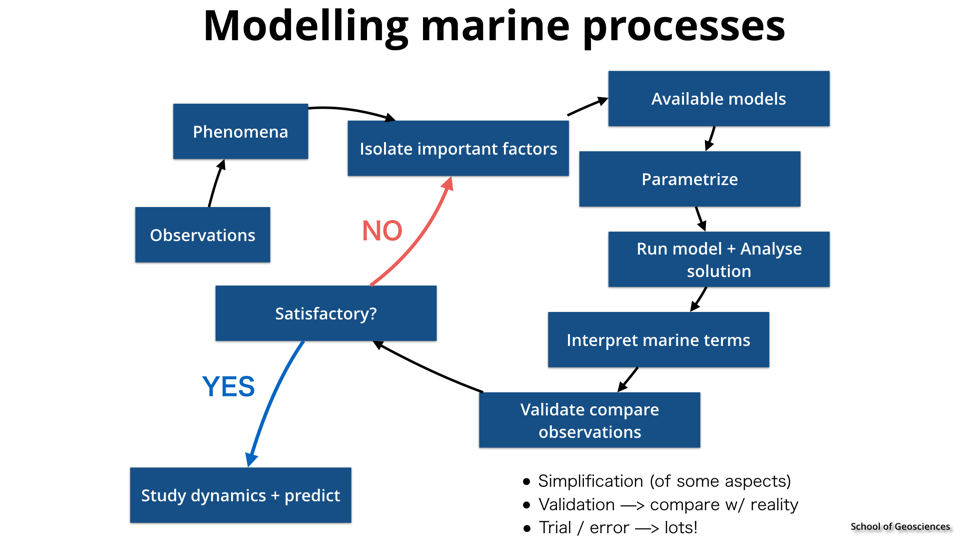 Modelling marine processes
Available models
Phenomena
Isolate important factors
Parametrize
Observations
NO
Run model + Analyse
solution
Satisfactory?
Interpret marine terms
YES
Validate compare
observations
Study dynamics + predict
• Simplification (of some aspects)
• Validation —> compare w/ reality
• Trial / error —> lots!
School of Geosciences